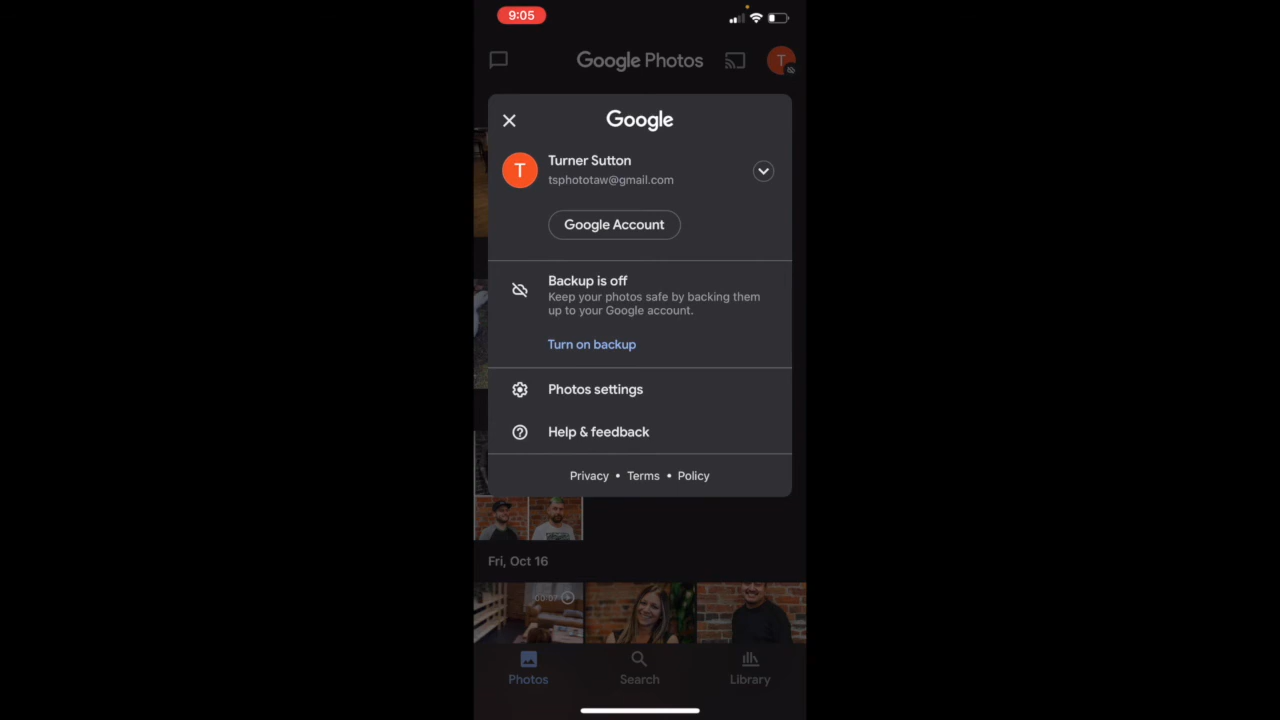 9:05
Google Photos
T
Google
T
Turner Sutton
tsphototaw@gmail.com
Google Account
Backup is off
Keep your photos safe by backing them
up to your Google account.
Turn on backup
Photos settings
Help & feedback
Privacy • Terms • Policy
Fri, Oct 16
00:07
Photos
Search
Library